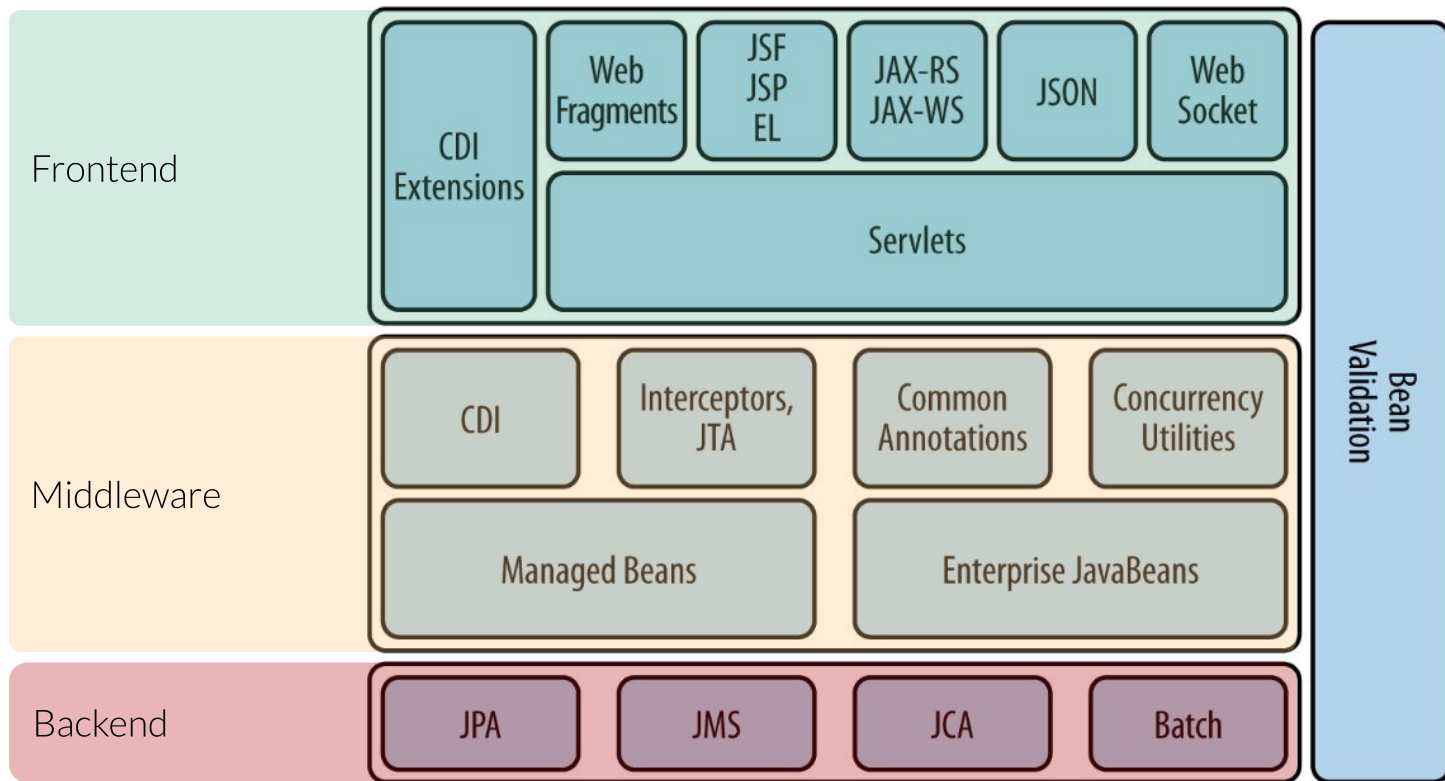 Frontend
CDI
Extensions
Web
Fragments
JSF
JSP
EL
JAX-RS
JAX-WS
JSON
Web
Socket
Servlets
Middleware
CDI
Interceptors,
JTA
Common
Annotations
Concurrency
Utilities
Managed Beans
Enterprise JavaBeans
Backend
JPA
JMS
JCA
Batch
Bean
Validation